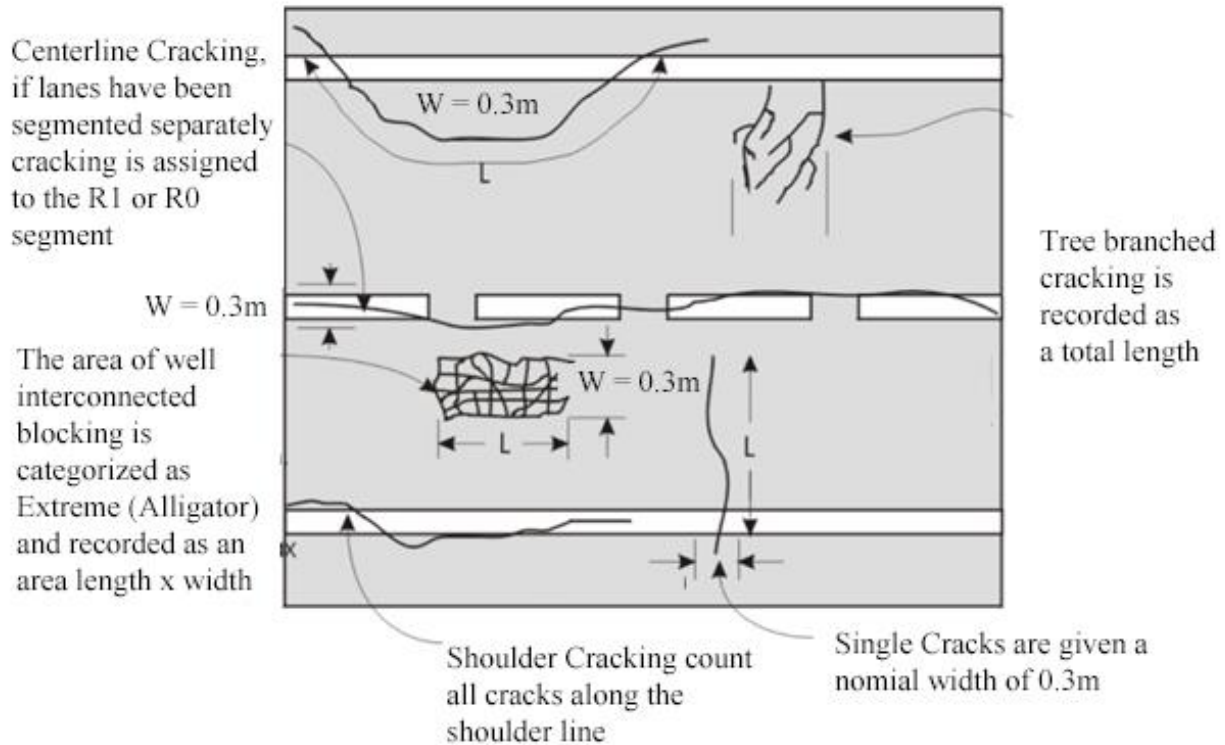 Centerline Cracking,
if lanes have been
segmented separately
cracking is assigned
to the R1 or R0
segment
W = 0.3m
L
Tree branched
cracking is
recorded as
a total length
W = 0.3m
The area of well
interconnected
blocking is
categorized as
Extreme (Alligator)
and recorded as an
area length x width
W = 0.3m
L
L
Shoulder Cracking count
all cracks along the
shoulder line
Single Cracks are given a
nomial width of 0.3m